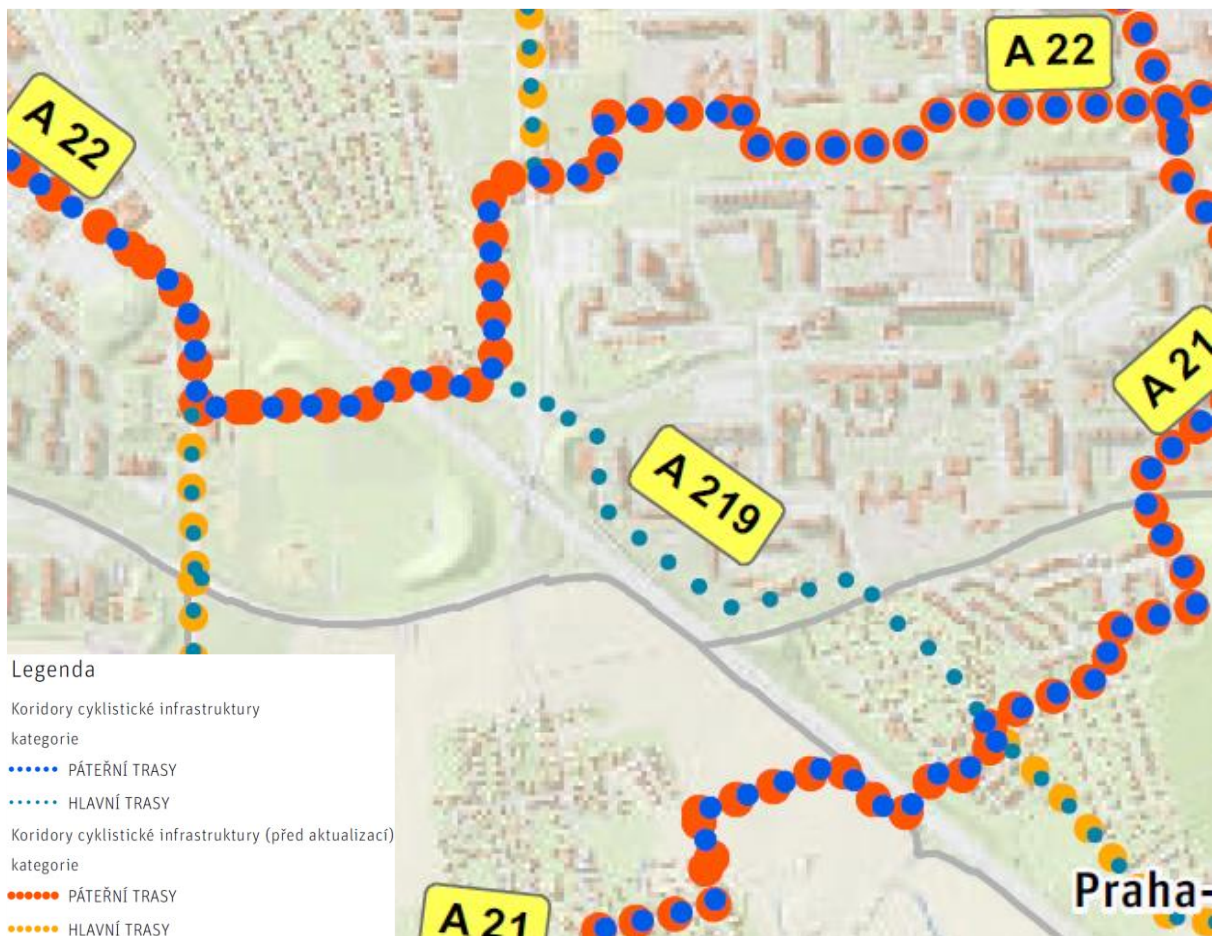 A 22
A 22
A 21
A 219
Legenda
Koridory cyklistické infrastruktury
kategorie
PÁTEŘNÍ TRASY
HLAVNÍ TRASY
Koridory cyklistické infrastruktury (před aktualizací)
kategorie
PÁTEŘNÍ TRASY
HLAVNÍ TRASY
A 21
Praha-